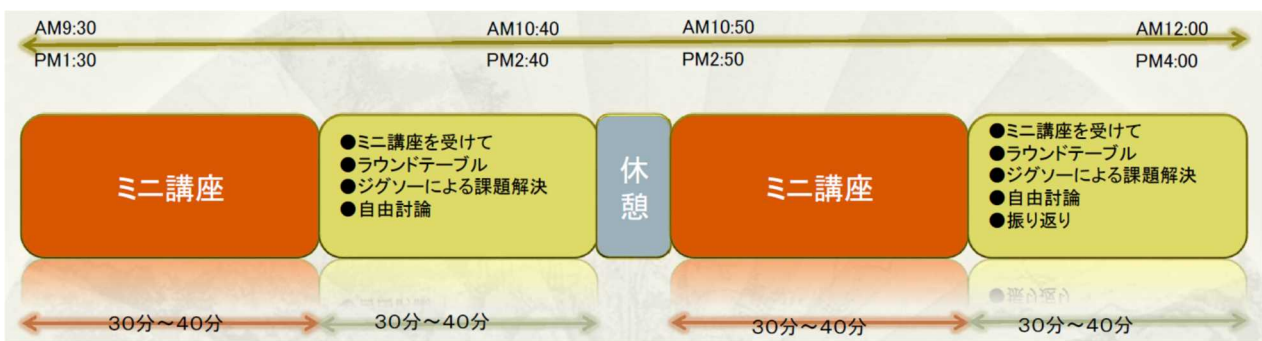 AM9:30
AM10:40
AM10:50
AM12:00
PM1:30
PM2:40
PM2:50
PM4:00
ミニ講座
●ミニ講座を受けて
●ラウンドテーブル
●ジグソーによる課題解決
●自由討論
休憩
ミニ講座
●ミニ講座を受けて
●ラウンドテーブル
●ジグソーによる課題解決
●自由討論
●振り返り
30分～40分
30分～40分
30分～40分
30分～40分